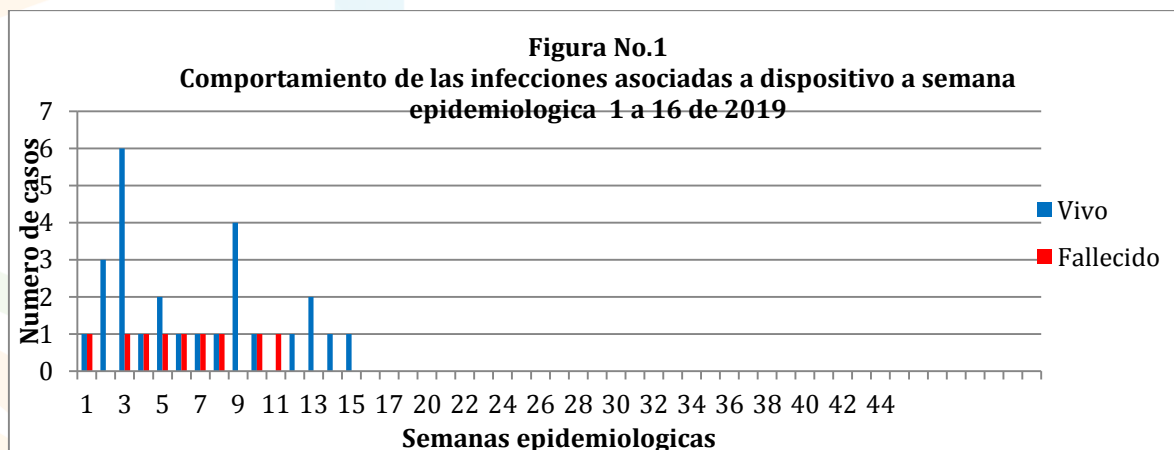 Figura No.1
Comportamiento de las infecciones asociadas a dispositivo a semana
epidemiologica 1 a 16 de 2019
Numero de casos
7
6
5
4
3
2
1
0
Vivo
Fallecido
1 3 5 7 9 11 13 15 17 20 22 24 26 28 30 32 34 36 38 40 42 44
Semanas epidemiologicas